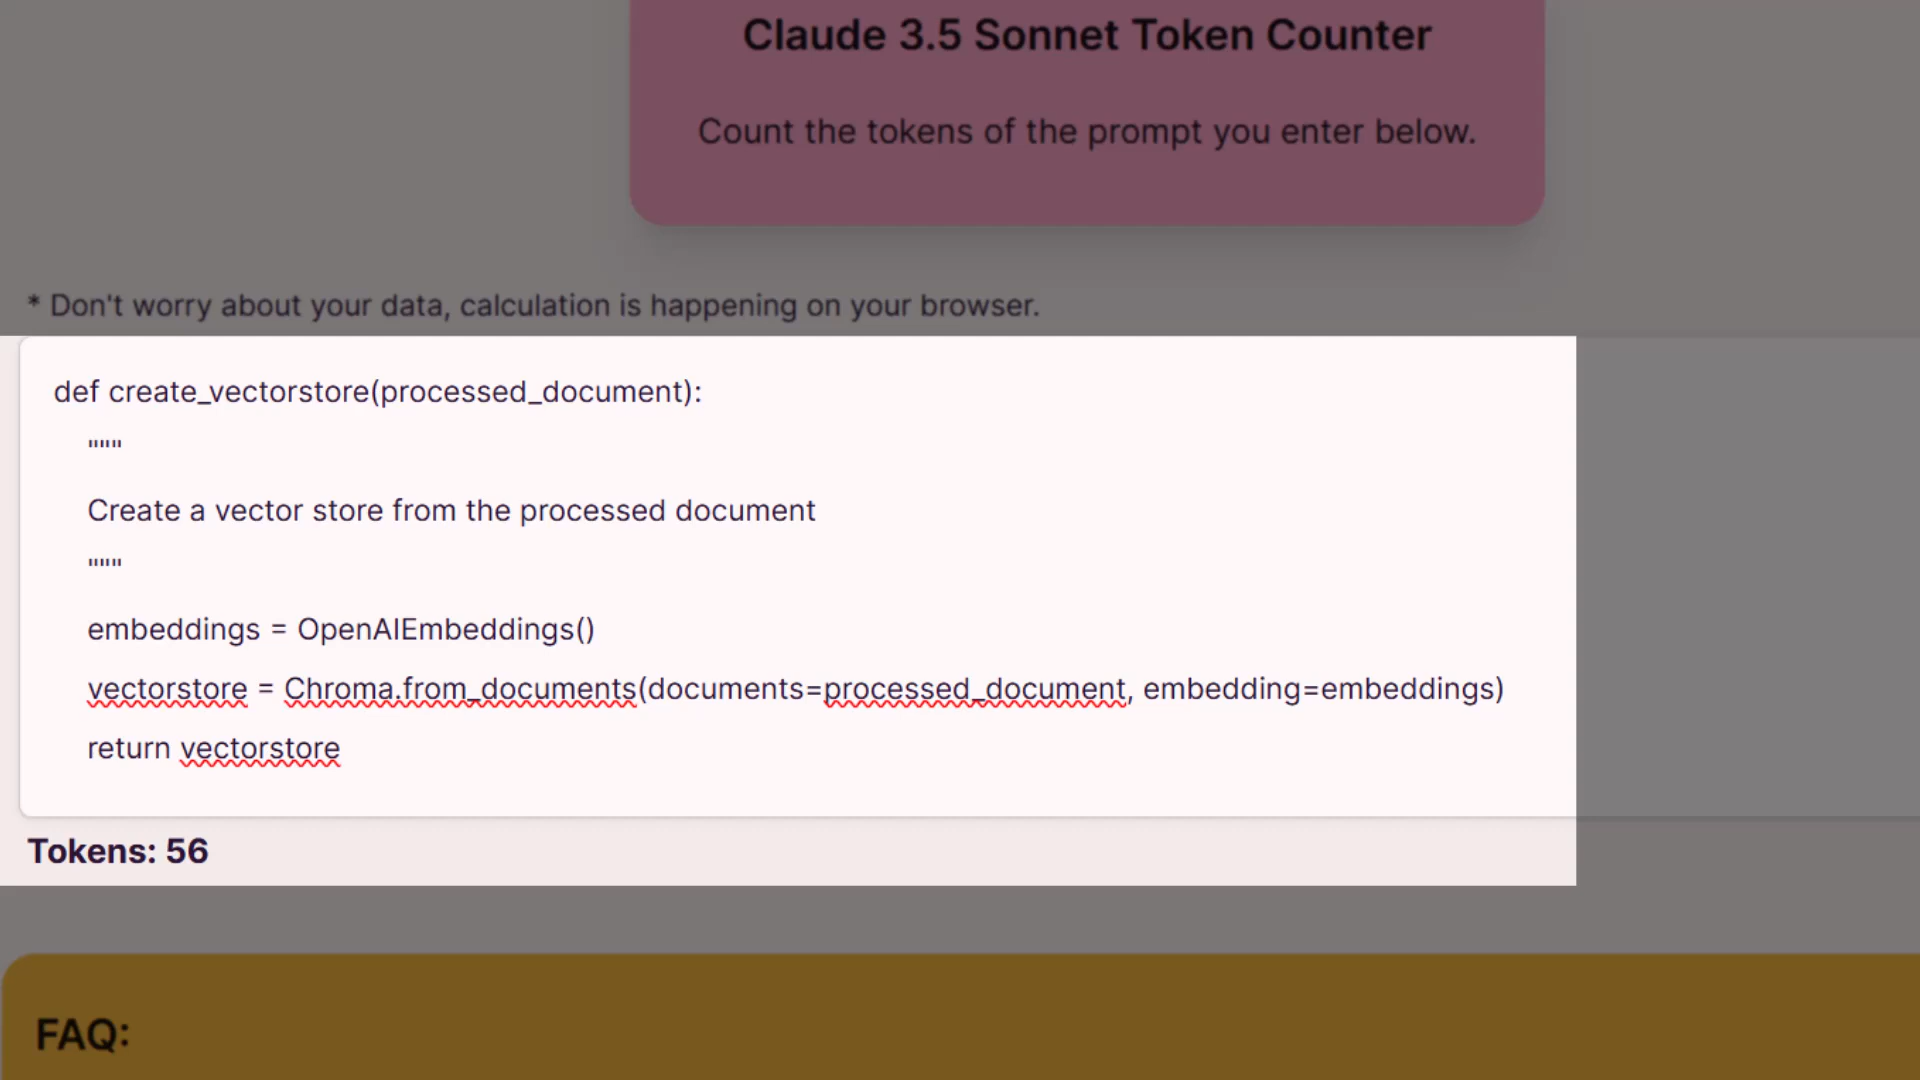 Claude 3.5 Sonnet Token Counter
Count the tokens of the prompt you enter below.
* Don't worry about your data, calculation is happening on your browser.
def create_vectorstore(processed_document):
"""
Create a vector store from the processed document
"""
embeddings = OpenAIEmbeddings()
vectorstore = Chroma.from_documents(documents=processed_document, embedding=embeddings)
return vectorstore
Tokens: 56
FAQ: